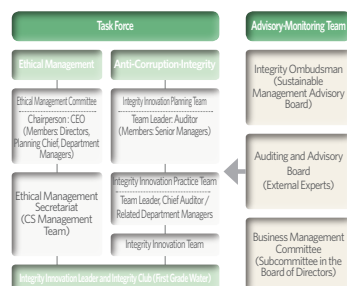 Task Force
Ethical Management
Ethical Management Committee
Chairperson : CEO
(Members: Directors,
Planning Chief, Department
Managers)
Ethical Management
Secretariat
(CS Management
Team)
Anti-Corruption-Integrity
Integrity Innovation Planning Team
Team Leader: Auditor
(Members: Senior Managers)
Integrity Innovation Practice Team
Team Leader, Chief Auditor /
Related Department Managers
Integrity Innovation Team
Integrity Innovation Leader and Integrity Club (First Grade Water)
Advisory-Monitoring Team
Integrity Ombudsman
(Sustainable
Management Advisory
Board)
Auditing and Advisory
Board
(External Experts)
Business Management
Committee
(Subcommittee in the
Board of Directors)